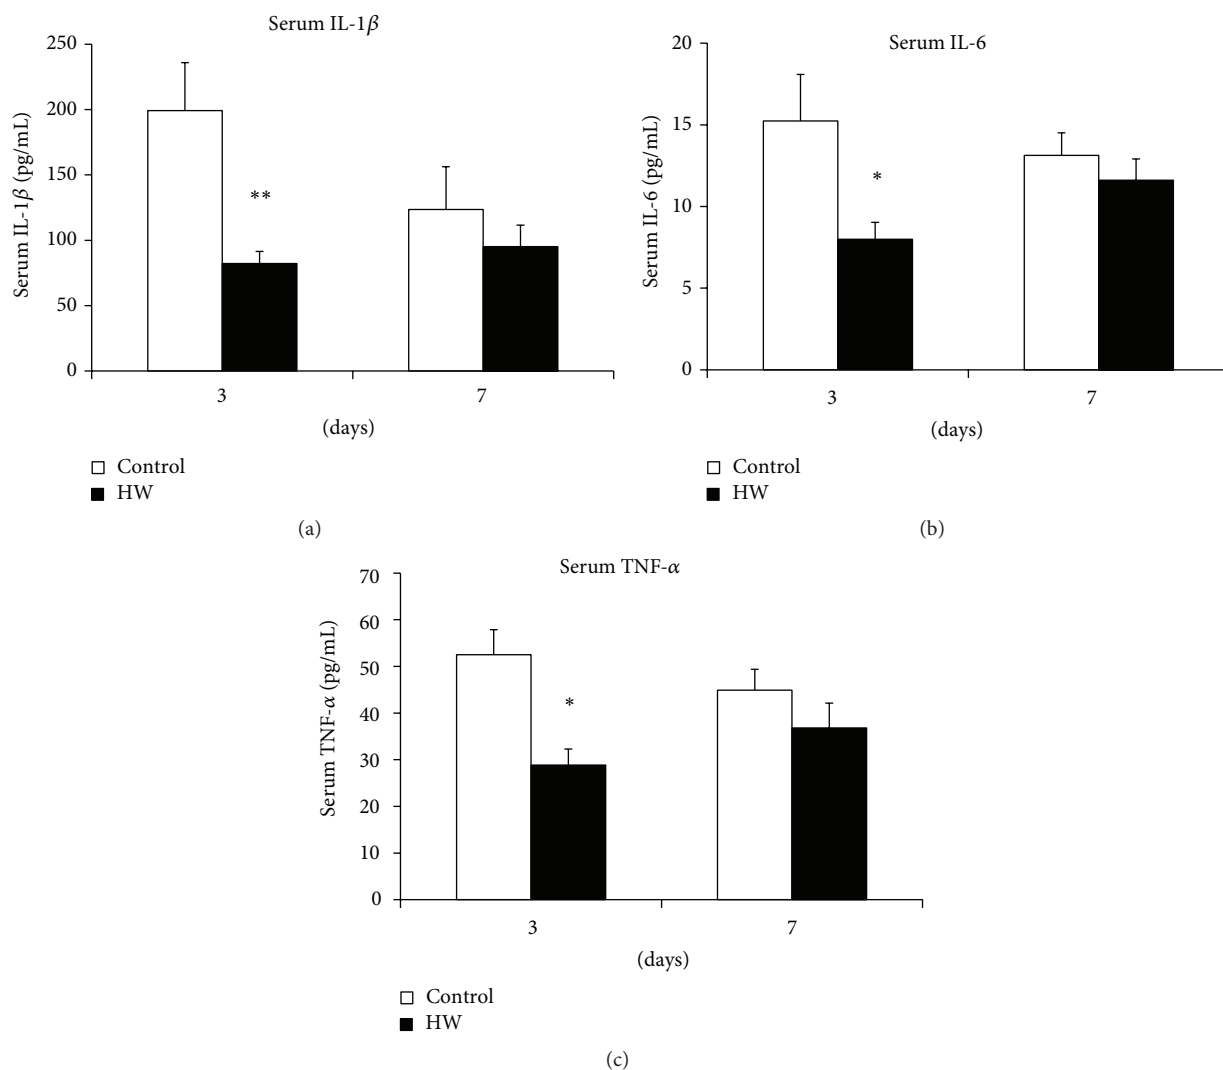 Serum IL-1β
Serum IL-1β (pg/mL)
250
200
150
100
50
0
**
3
7
(days)
Control
HW
(a)
Serum IL-6
Serum IL-6 (pg/mL)
20
15
10
5
0
*
3
7
(days)
Control
HW
(b)
Serum TNF-α
Serum TNF-α (pg/mL)
70
60
50
40
30
20
10
0
*
3
7
(days)
Control
HW
(c)